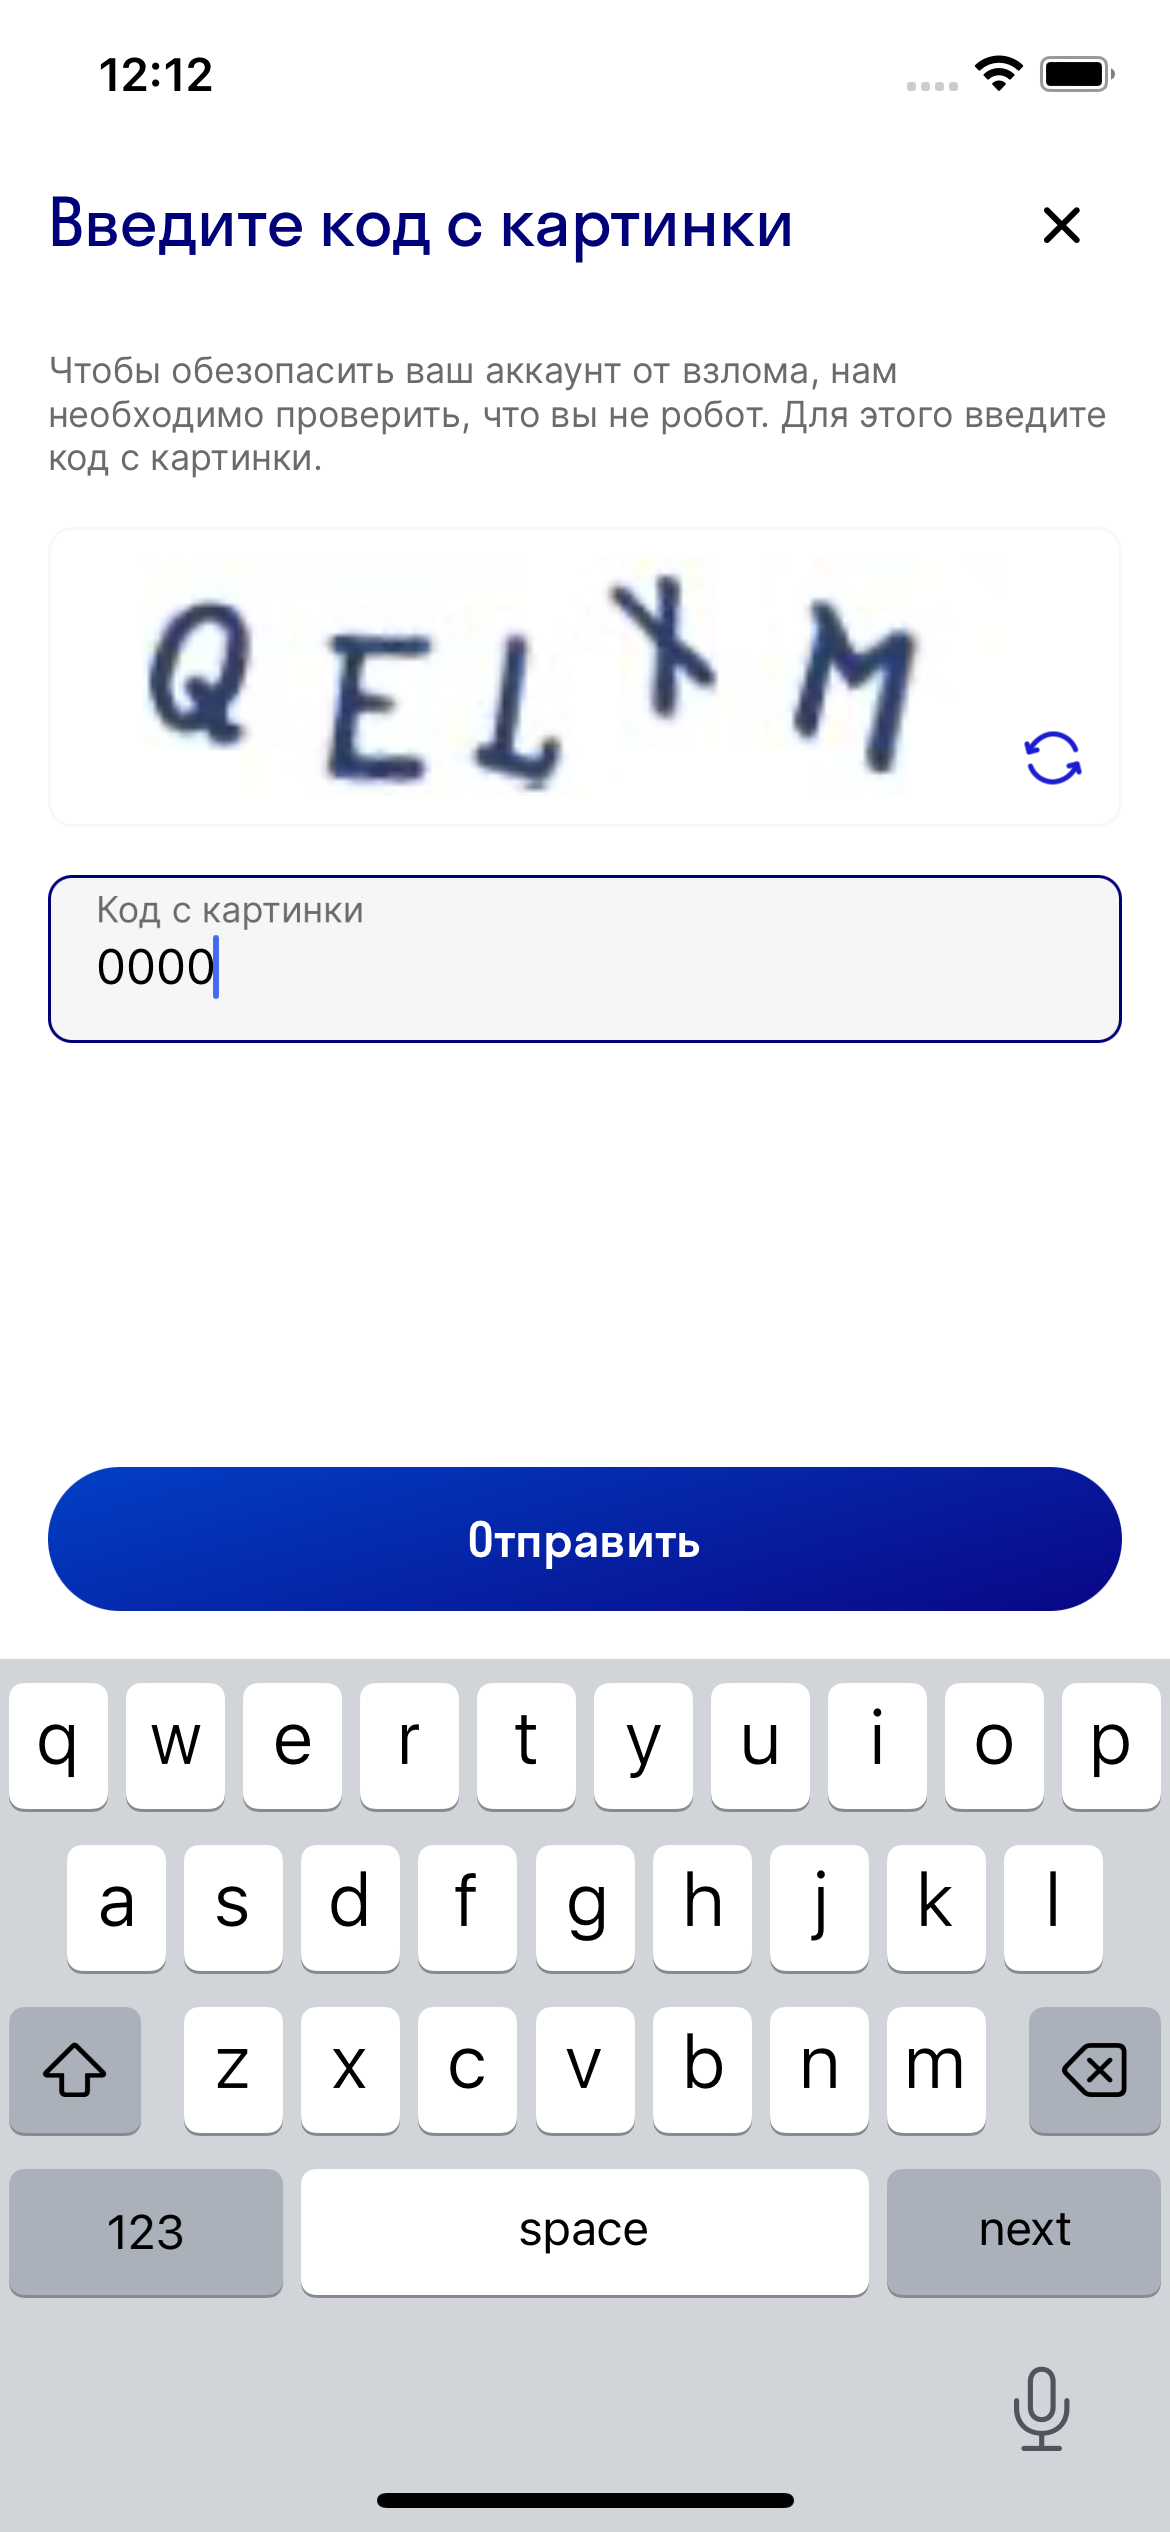 12:12
Введите код с картинки
Чтобы обезопасить ваш аккаунт от взлома, нам
необходимо проверить, что вы не робот. Для этого введите
код с картинки.
Q E L X M
Код с картинки
0000
Отправить
q w e r t y u i o p
a s d f g h j k l
z x c v b n m
123 space next